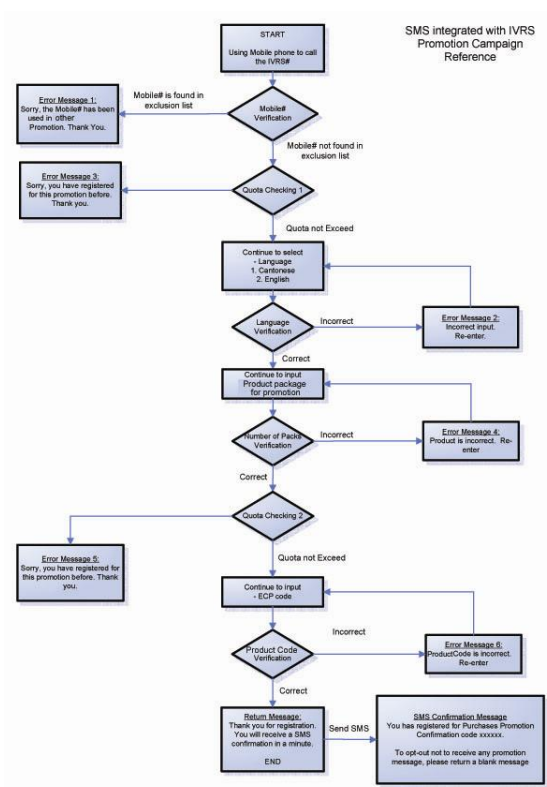 SMS integrated with IVRS
Promotion Campaign
Reference
START
Using Mobile phone to call
the IVRS#
Mobile# is found in
exclusion list
Error Message 1:
Sorry, the Mobile# has been
used in other
Promotion. Thank You.
Mobile#
Verification
Mobile# not found in
exclusion list
Error Message 3:
Sorry, you have registered
for this promotion before.
Thank you.
Quota Checking 1
Quota not Exceed
Continue to select
- Language
1. Cantonese
2. English
Language
Verification
Incorrect
Error Message 2:
Incorrect input.
Re-enter.
Correct
Continue to input
Product package
for promotion
Number of Packs
Verification
Incorrect
Error Message 4:
Product is incorrect. Re-
enter
Correct
Quota Checking 2
Error Message 5:
Sorry, you have registered for
this promotion before. Thank
you.
Quota not Exceed
Continue to input
- ECP code
Product Code
Verification
Incorrect
Error Message 6:
ProductCode is incorrect.
Re-enter
Correct
Return Message:
Thank you for registration.
You will receive a SMS
confirmation in a minute.
END
Send SMS
SMS Confirmation Message
You has registered for Purchases Promotion
Confirmation code xxxxxx.
To opt-out not to receive any promotion
message, please return a blank message